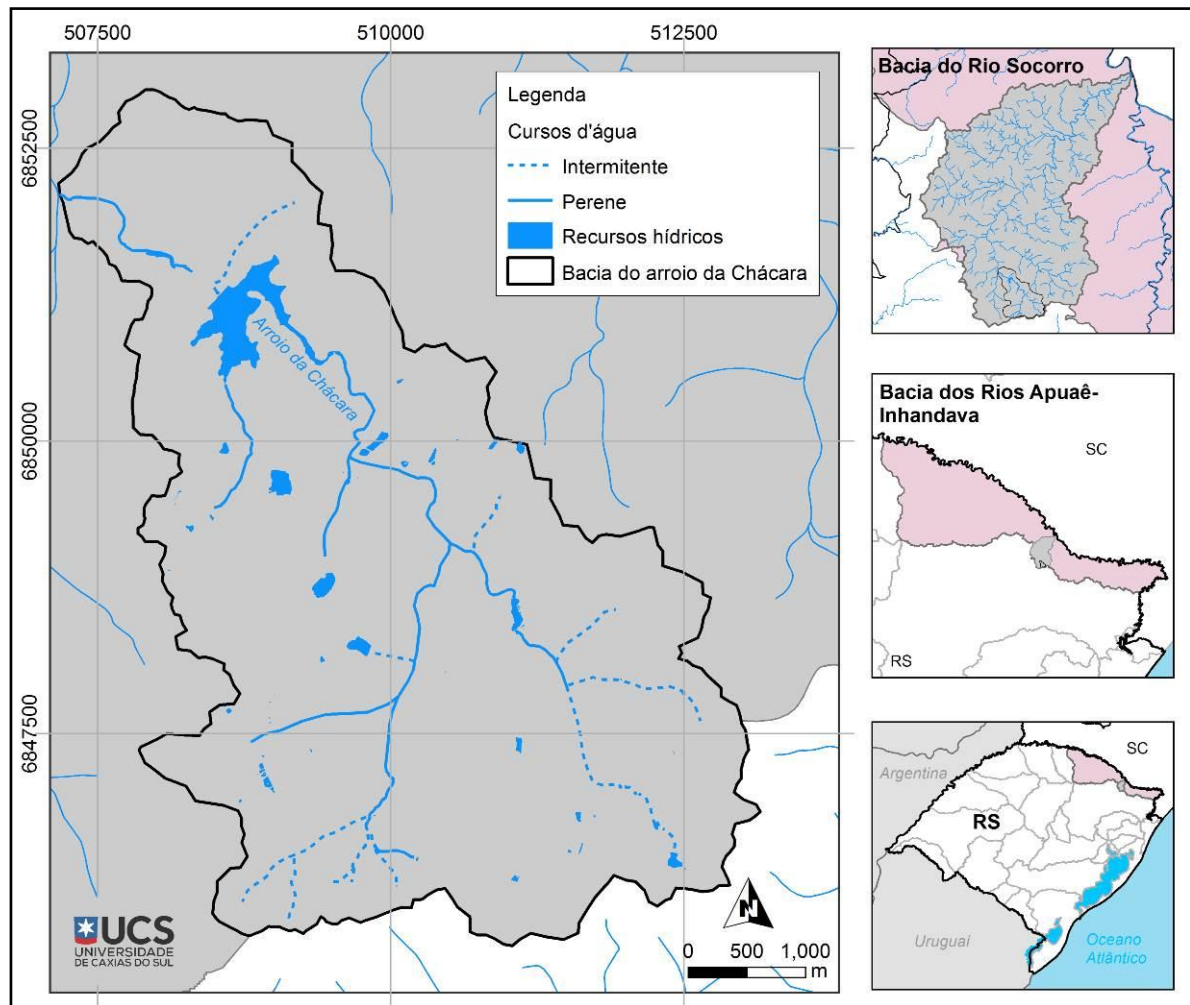 507500
510000
512500
6852500
6850000
6847500
Legenda
Cursos d'água
Intermitente
Perene
Recursos hídricos
Bacia do arroio da Chácara
Arroio da Chácara
UCS
UNIVERSIDADE
DE CAXIAS DO SUL
N
0 500 1,000
m
Bacia do Rio Socorro
Bacia dos Rios Apuaê-
Inhandava
SC
RS
SC
Argentina
RS
Uruguai
Oceano
Atlântico